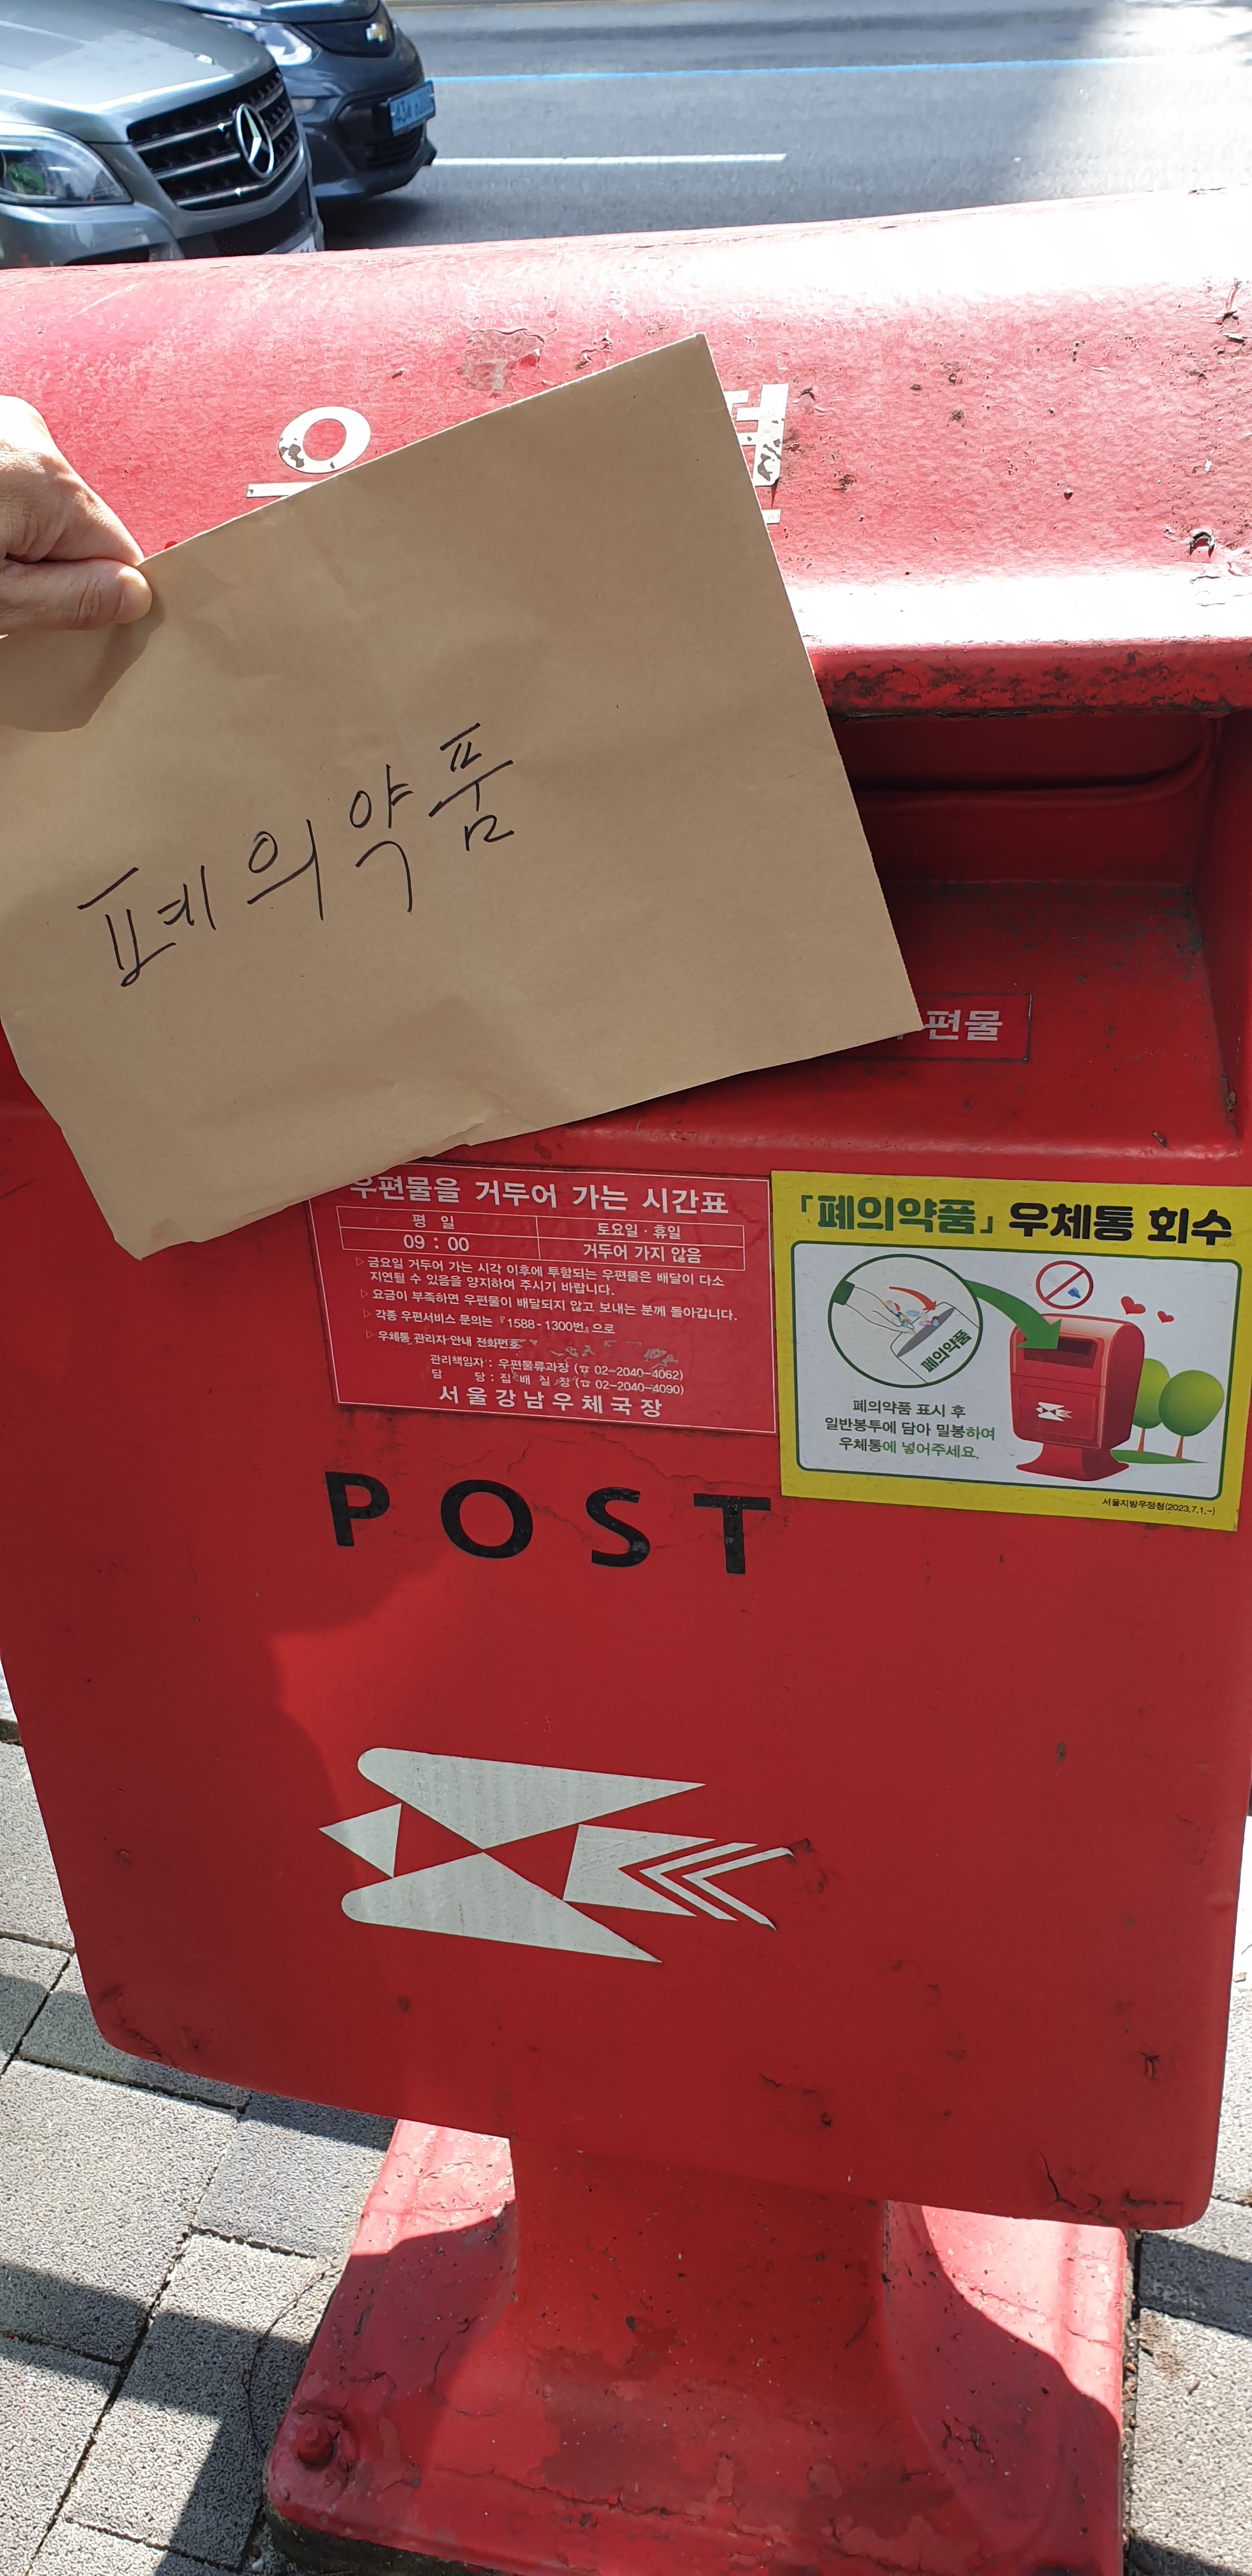 폐의약품
편물
우편물을 거두어 가는 시간표
평 일
토요일 · 휴일
09 : 00
거두어 가지 않음
▷ 금요일 거두어 가는 시각 이후에 투함되는 우편물은 배달이 다소
지연될 수 있음을 양지하여 주시기 바랍니다.
▷ 요금이 부족하면 우편물이 배달되지 않고 보내는 분께 돌아갑니다.
▷ 각종 우편서비스 문의는 『1588-1300번』으로
▷ 우체통 관리자 안내 전화번호
관리책임자 : 우편물류과장 (☎ 02-2040-4062)
담 당 : 집 배 실 장 (☎ 02-2040-4090)
서울강남우체국장
「폐의약품」 우체통 회수
폐의약품
폐의약품 표시 후
일반봉투에 담아 밀봉하여
우체통에 넣어주세요.
서울지방우정청(2023.7.1.~)
POST